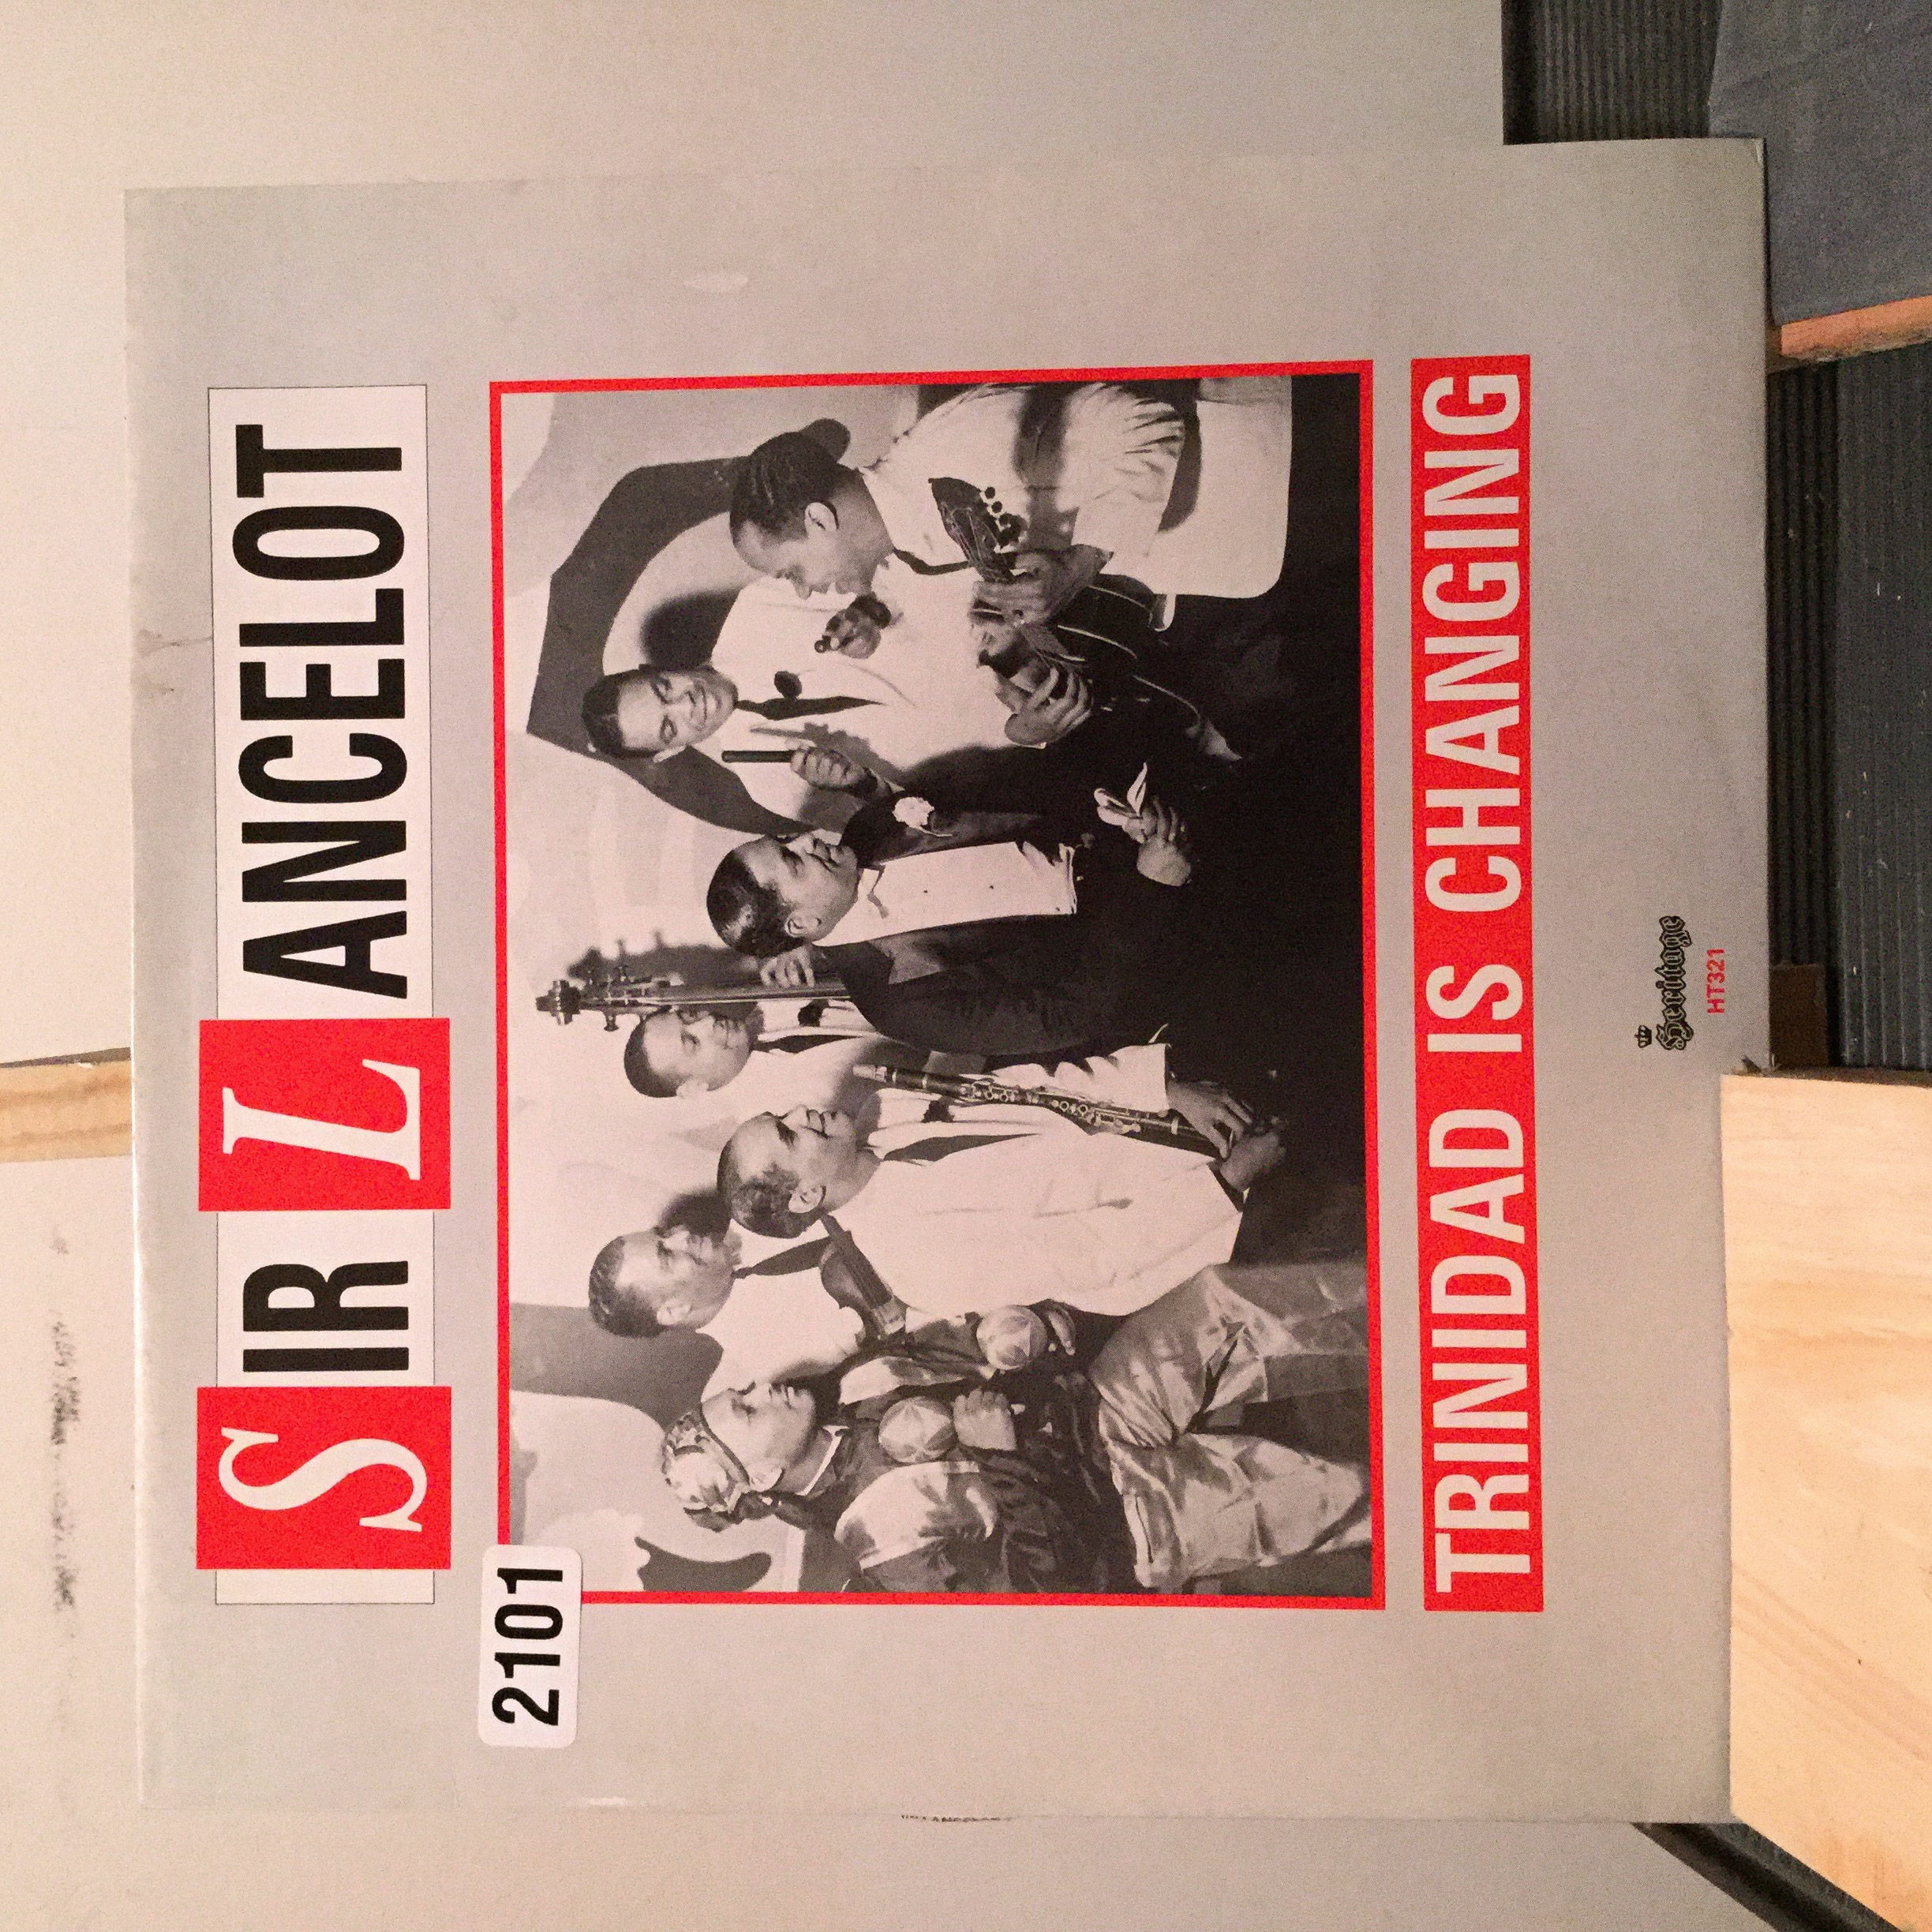 SIR LANCELOT
2101
TRINIDAD IS CHANGING
Heritage
HT321